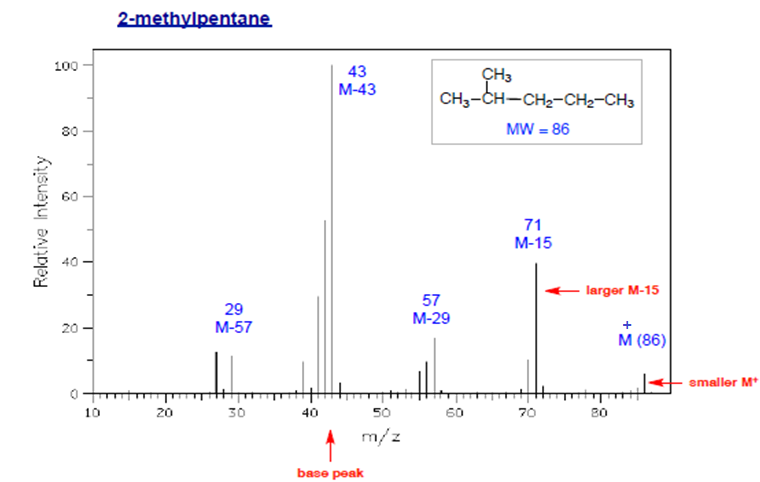 2-methylpentane
100
80
60
40
20
0
Relative Intensity
43
M-43
CH₃
CH₃-CH-CH₂-CH₂-CH₃
MW = 86
71
M-15
larger M-15
29
M-57
57
M-29
+
M (86)
smaller M⁺
10 20 30 40 50 60 70 80
m/z
base peak